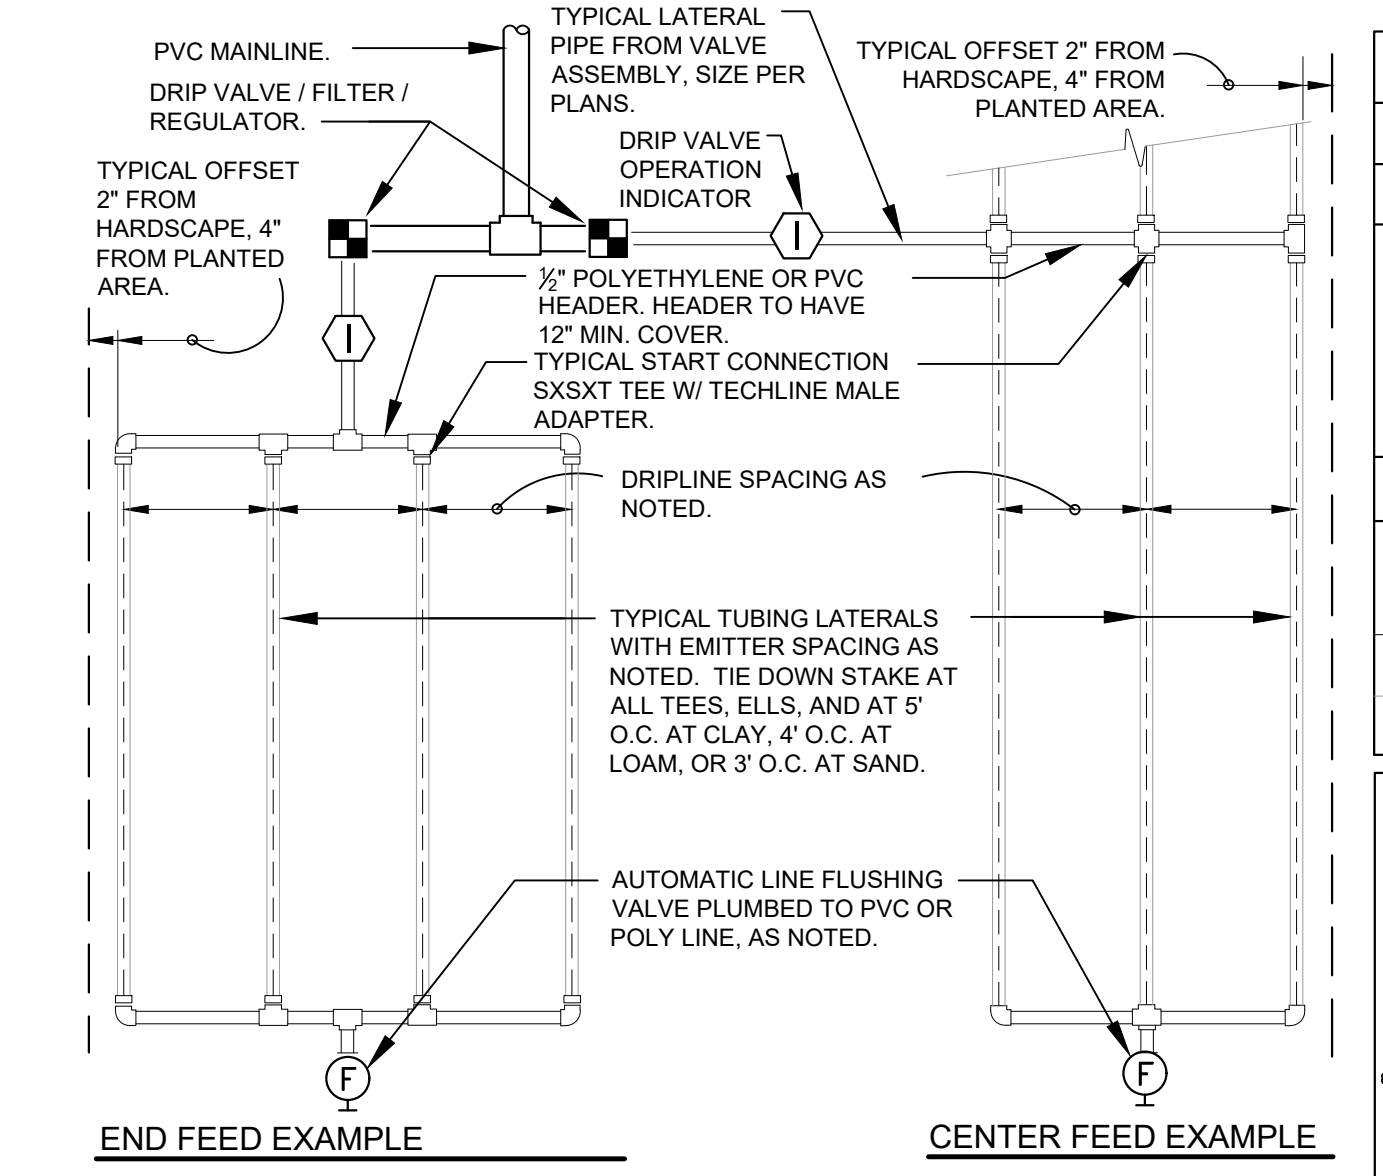 PVC MAINLINE.
DRIP VALVE / FILTER /
REGULATOR.
TYPICAL OFFSET
2" FROM
HARDSCAPE, 4"
FROM PLANTED
AREA.
TYPICAL LATERAL
PIPE FROM VALVE
ASSEMBLY, SIZE PER
PLANS.
DRIP VALVE
OPERATION
INDICATOR
TYPICAL OFFSET 2" FROM
HARDSCAPE, 4" FROM
PLANTED AREA.
I
I
½" POLYETHYLENE OR PVC
HEADER. HEADER TO HAVE
12" MIN. COVER.
TYPICAL START CONNECTION
SXSXT TEE W/ TECHLINE MALE
ADAPTER.
DRIPLINE SPACING AS
NOTED.
TYPICAL TUBING LATERALS
WITH EMITTER SPACING AS
NOTED. TIE DOWN STAKE AT
ALL TEES, ELLS, AND AT 5'
O.C. AT CLAY, 4' O.C. AT
LOAM, OR 3' O.C. AT SAND.
AUTOMATIC LINE FLUSHING
VALVE PLUMBED TO PVC OR
POLY LINE, AS NOTED.
F
F
END FEED EXAMPLE
CENTER FEED EXAMPLE